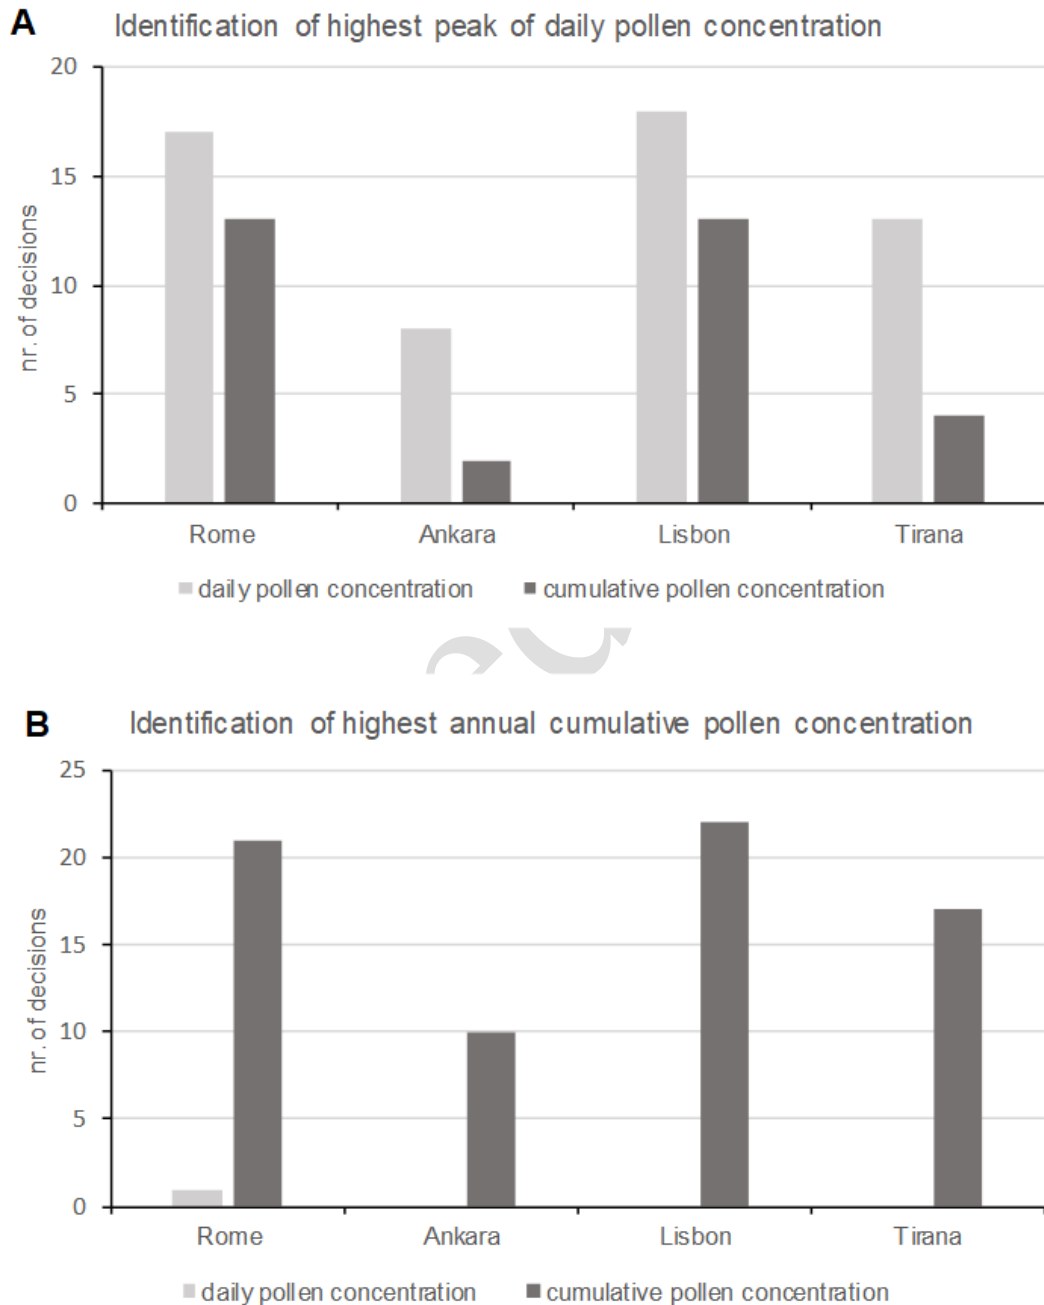 A Identification of highest peak of daily pollen concentration
20
15
10
5
0
nr. of decisions
Rome Ankara Lisbon Tirana
daily pollen concentration cumulative pollen concentration
B Identification of highest annual cumulative pollen concentration
25
20
15
10
5
0
nr. of decisions
Rome Ankara Lisbon Tirana
daily pollen concentration cumulative pollen concentration